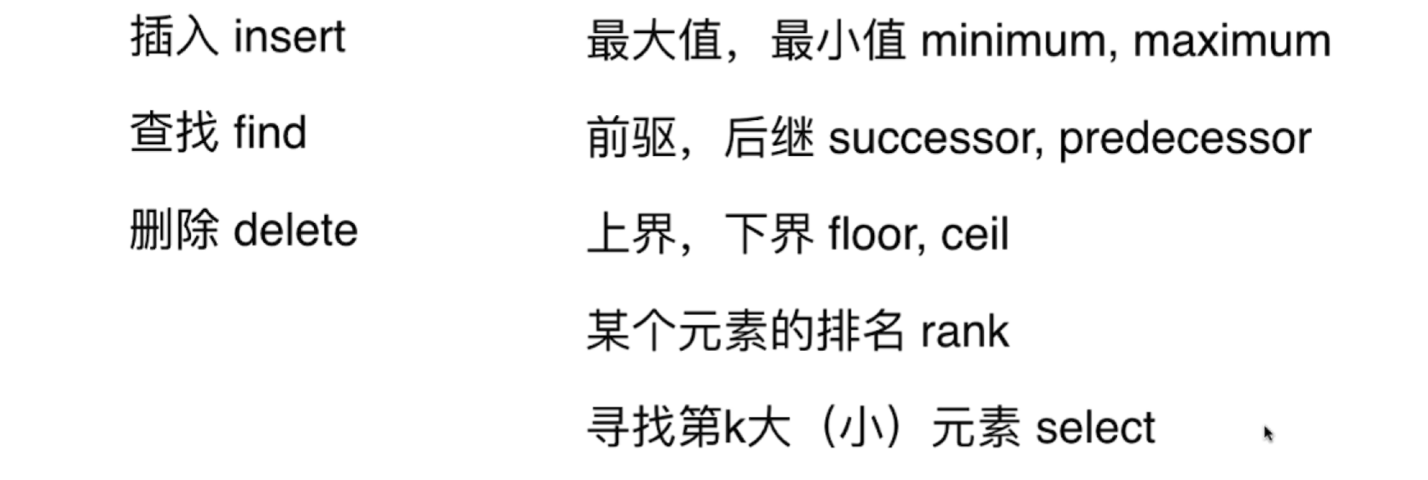 插入 insert
查找 find
删除 delete
最大值，最小值 minimum, maximum
前驱，后继 successor, predecessor
上界，下界 floor, ceil
某个元素的排名 rank
寻找第k大（小）元素 select